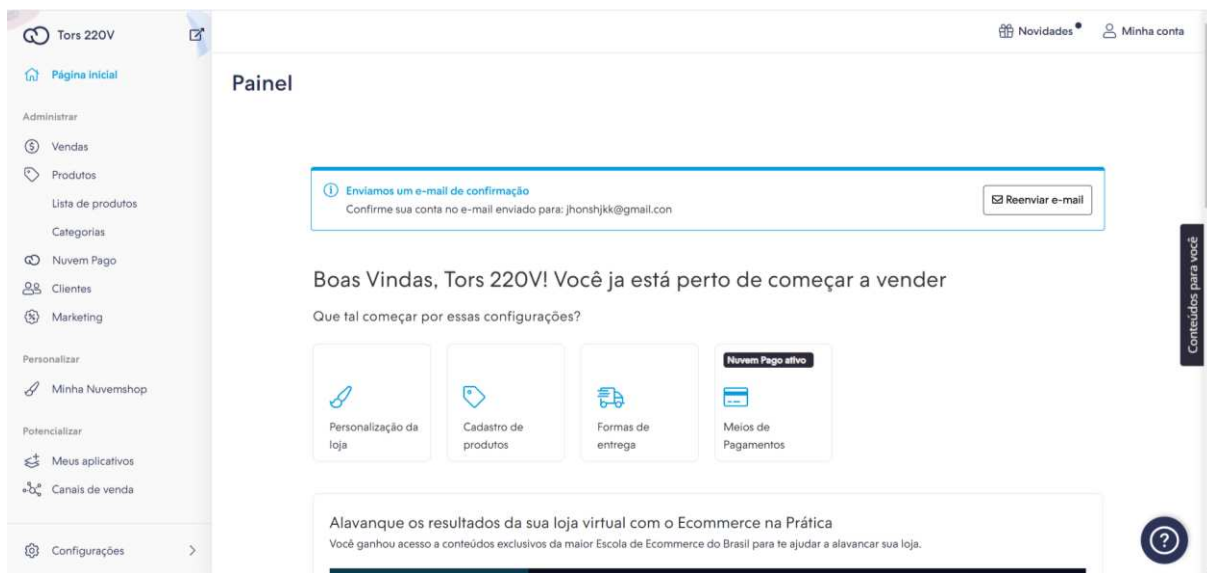 Tors 220V
Novidades
Minha conta
Página inicial
Painel
Administrar
Vendas
Produtos
Lista de produtos
Categorias
Nuvem Pago
Clientes
Marketing
Personalizar
Minha Nuvemshop
Potencializar
Meus aplicativos
Canais de venda
Configurações
Enviamos um e-mail de confirmação
Confirme sua conta no e-mail enviado para: jhonshjkk@gmail.con
Reenviar e-mail
Boas Vindas, Tors 220V! Você ja está perto de começar a vender
Que tal começar por essas configurações?
Personalização da
loja
Cadastro de
produtos
Formas de
entrega
Nuvem Pago ativo
Meios de
Pagamentos
Alavanque os resultados da sua loja virtual com o Ecommerce na Prática
Você ganhou acesso a conteúdos exclusivos da maior Escola de Ecommerce do Brasil para te ajudar a alavancar sua loja.
Conteúdos para você